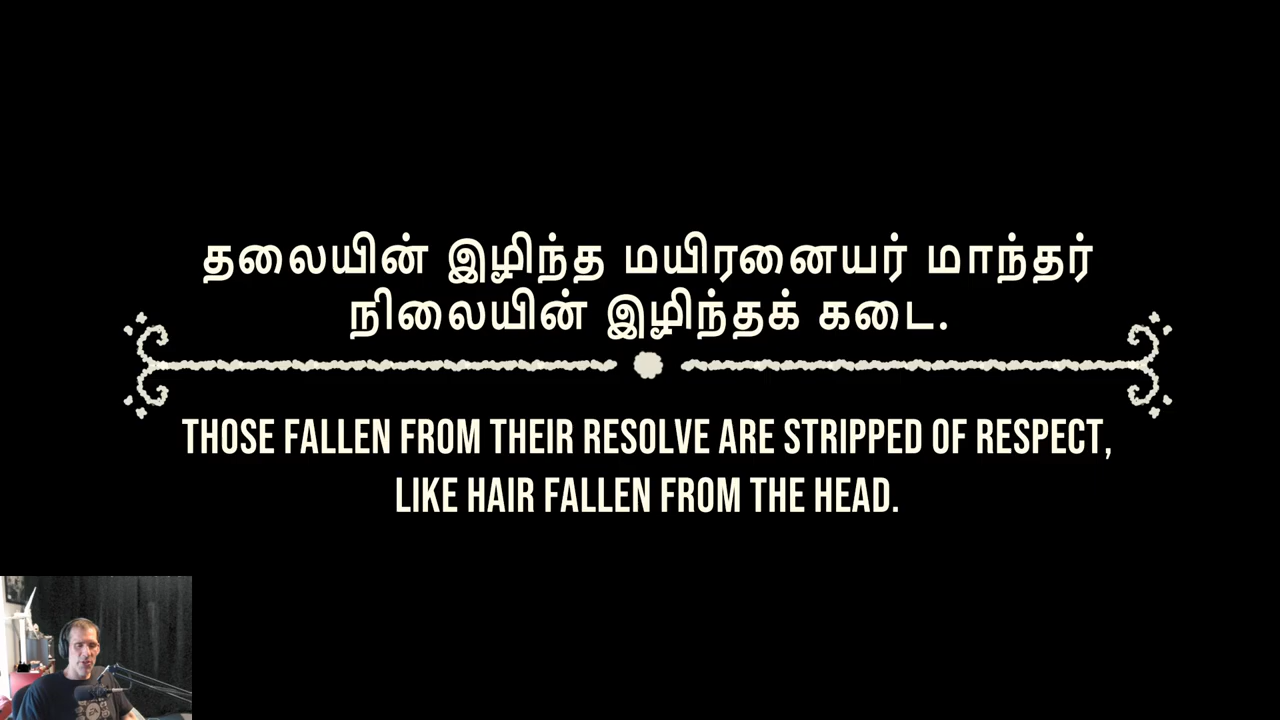 தலையின் இழிந்த மயிரனையர் மாந்தர்
நிலையின் இழிந்தக் கடை.
THOSE FALLEN FROM THEIR RESOLVE ARE STRIPPED OF RESPECT,
LIKE HAIR FALLEN FROM THE HEAD.